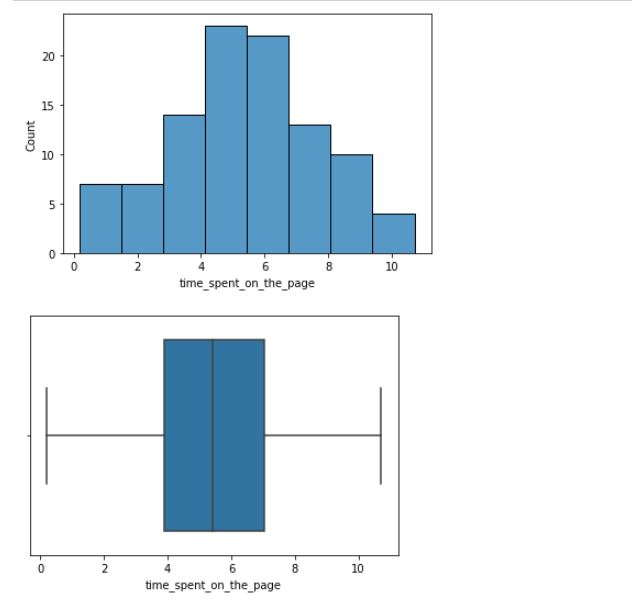 20
15
10
5
0
Count
0 2 4 6 8 10
time_spent_on_the_page
0 2 4 6 8 10
time_spent_on_the_page